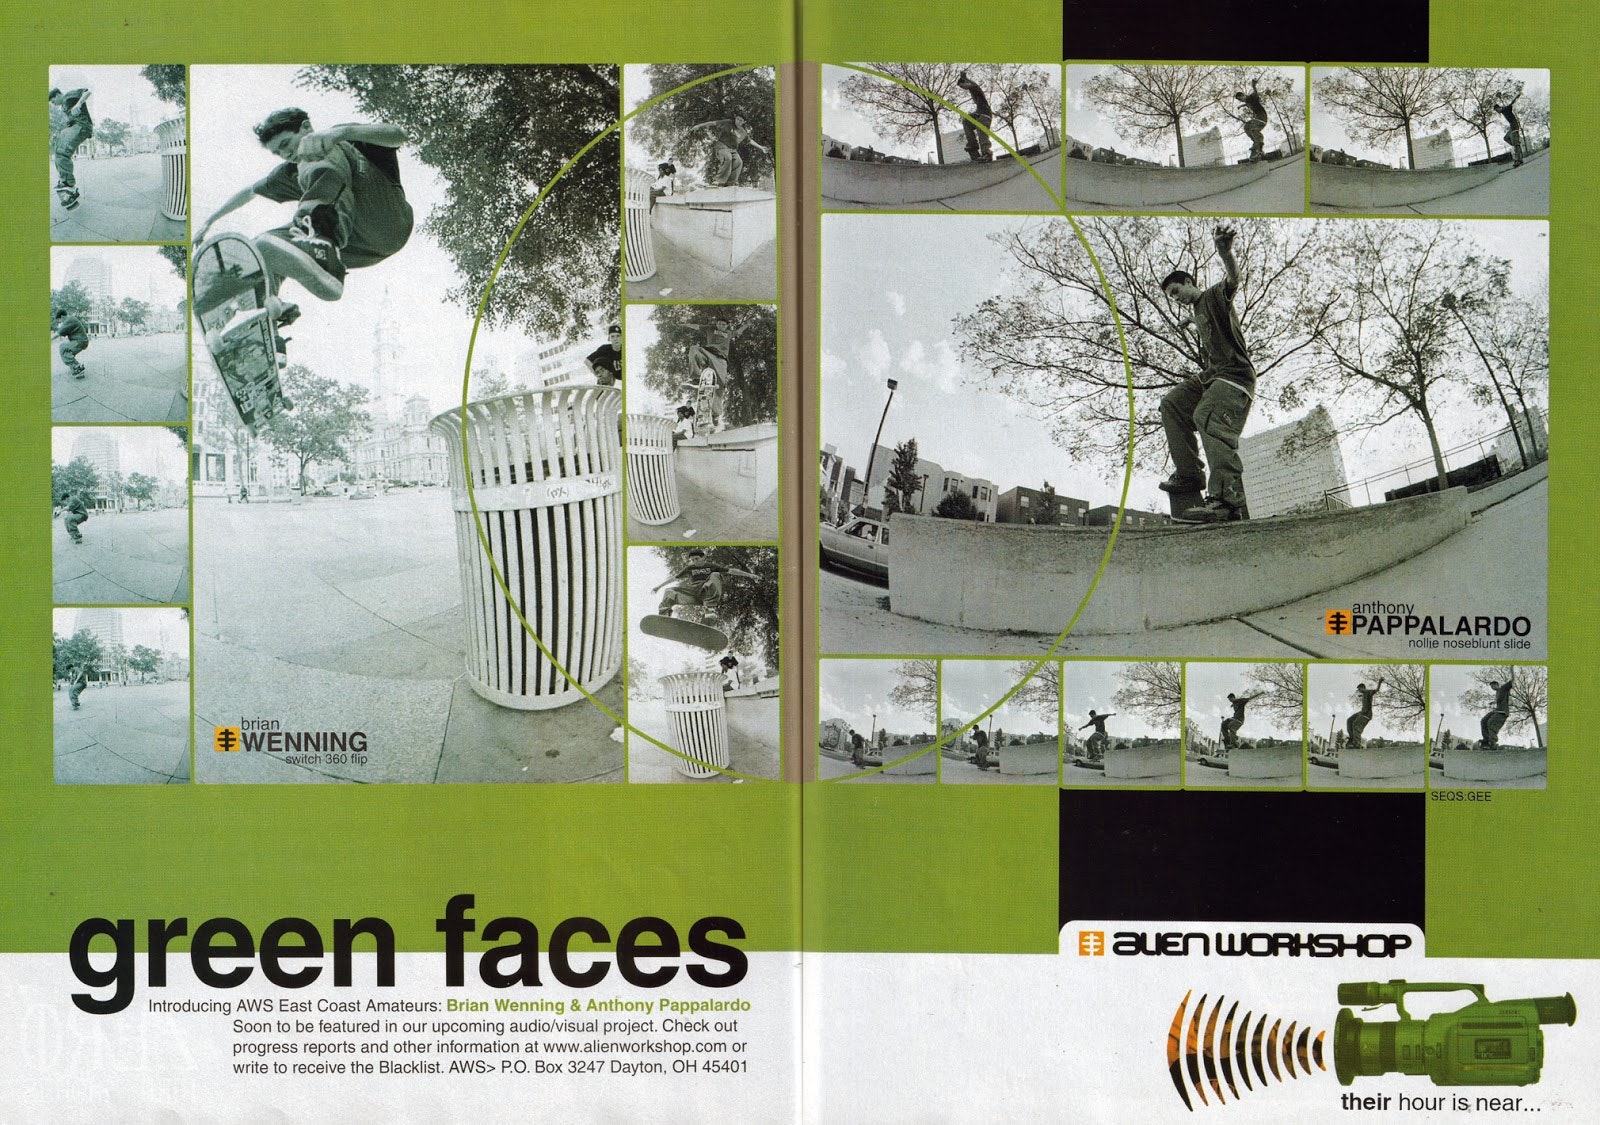 brian
WENNING
switch 360 flip
anthony
PAPPALARDO
nollie noseblunt slide
SEQS:GEE
green faces
Introducing AWS East Coast Amateurs: Brian Wenning & Anthony Pappalardo
Soon to be featured in our upcoming audio/visual project. Check out
progress reports and other information at www.alienworkshop.com or
write to receive the Blacklist. AWS> P.O. Box 3247 Dayton, OH 45401
ALIEN WORKSHOP
their hour is near...